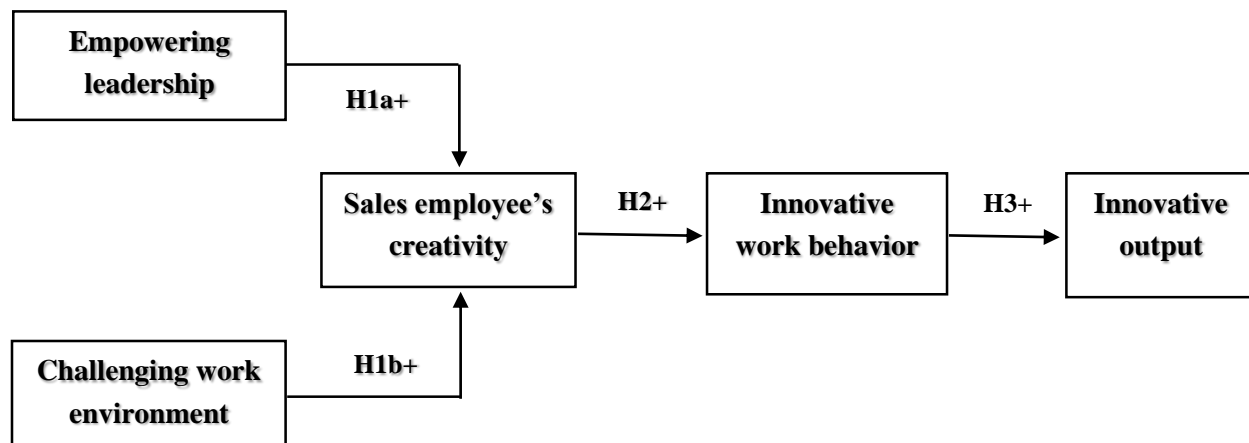 Empowering
leadership
H1a+
Sales employee’s
creativity
H2+
Innovative
work behavior
H3+
Innovative
output
H1b+
Challenging work
environment